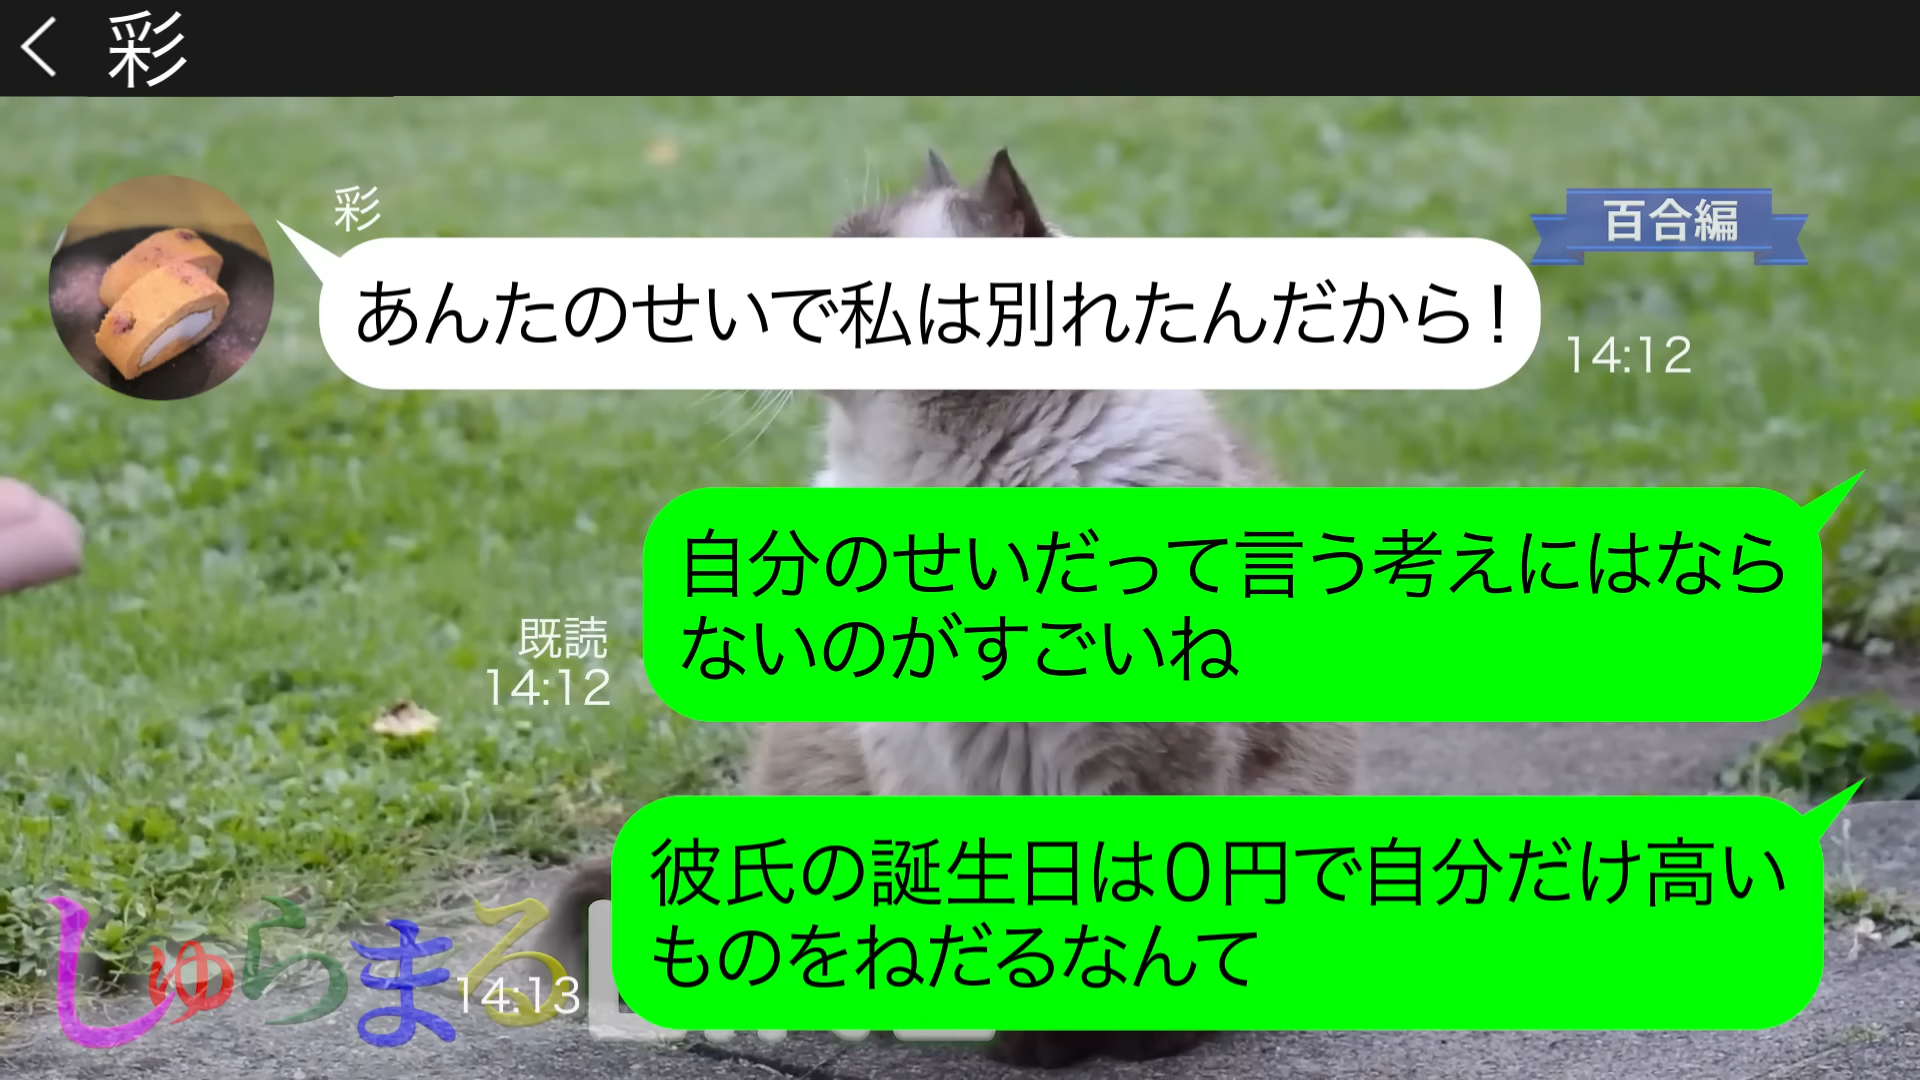 彩
彩
百合編
あんたのせいで私は別れたんだから！
14:12
自分のせいだって言う考えにはなら
ないのがすごいね
既読
14:12
彼氏の誕生日は０円で自分だけ高い
ものをねだるなんて
14:13
しゅらまる